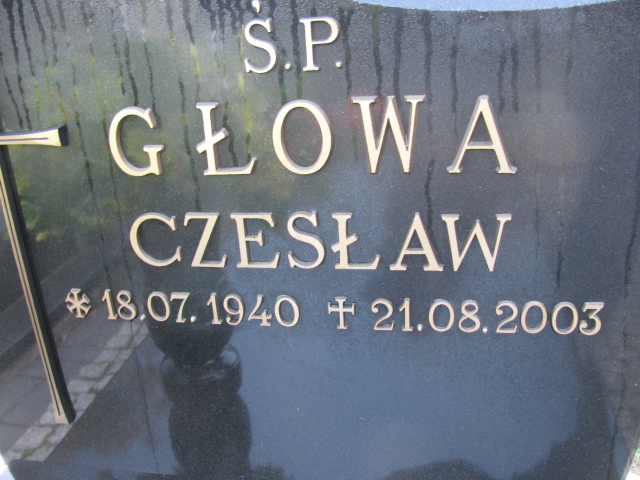 Ś.P.
GŁOWA
CZESŁAW
* 18.07.1940 † 21.08.2003